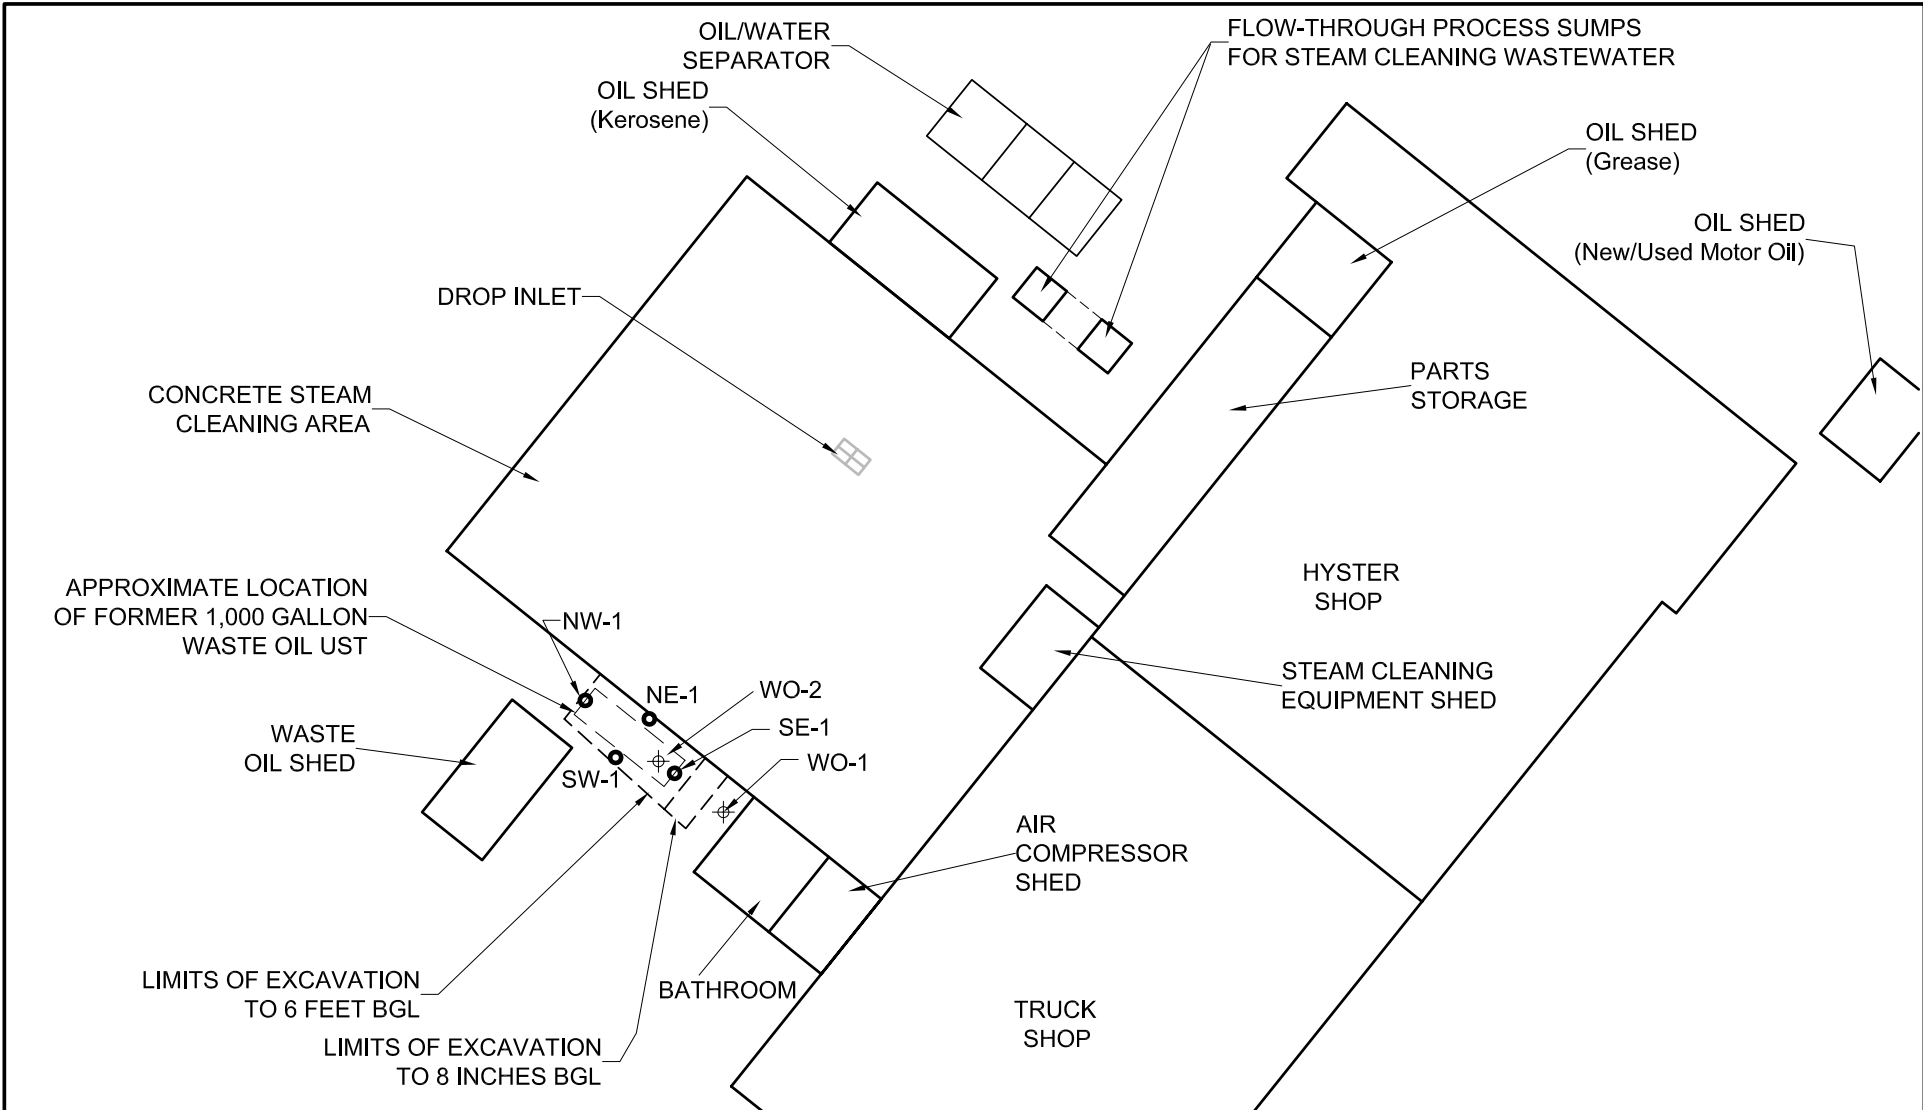 OIL/WATER
SEPARATOR
FLOW-THROUGH PROCESS SUMPS
FOR STEAM CLEANING WASTEWATER
OIL SHED
(Kerosene)
OIL SHED
(Grease)
OIL SHED
(New/Used Motor Oil)
DROP INLET
CONCRETE STEAM
CLEANING AREA
PARTS
STORAGE
APPROXIMATE LOCATION
OF FORMER 1,000 GALLON
WASTE OIL UST
NW-1
HYSTER
SHOP
NE-1
WO-2
STEAM CLEANING
EQUIPMENT SHED
SE-1
WASTE
OIL SHED
WO-1
SW-1
AIR
COMPRESSOR
SHED
LIMITS OF EXCAVATION
TO 6 FEET BGL
BATHROOM
TRUCK
SHOP
LIMITS OF EXCAVATION
TO 8 INCHES BGL